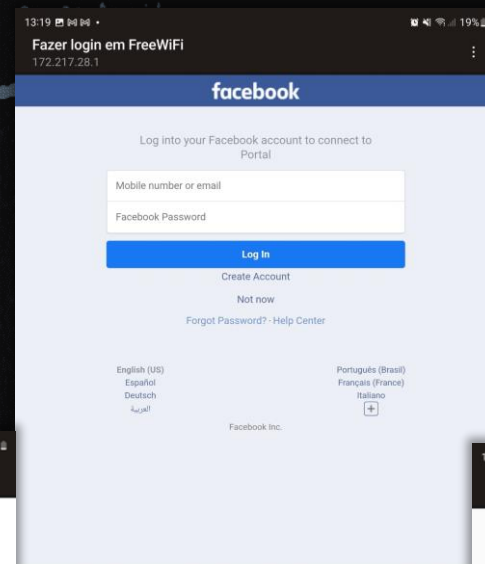 13:19
19%
Fazer login em FreeWiFi
172.217.28.1
facebook
Log into your Facebook account to connect to
Portal
Mobile number or email
Facebook Password
Log In
Create Account
Not now
Forgot Password? · Help Center
English (US)
Português (Brasil)
Español
Français (France)
Deutsch
Italiano
العربية
Facebook Inc.